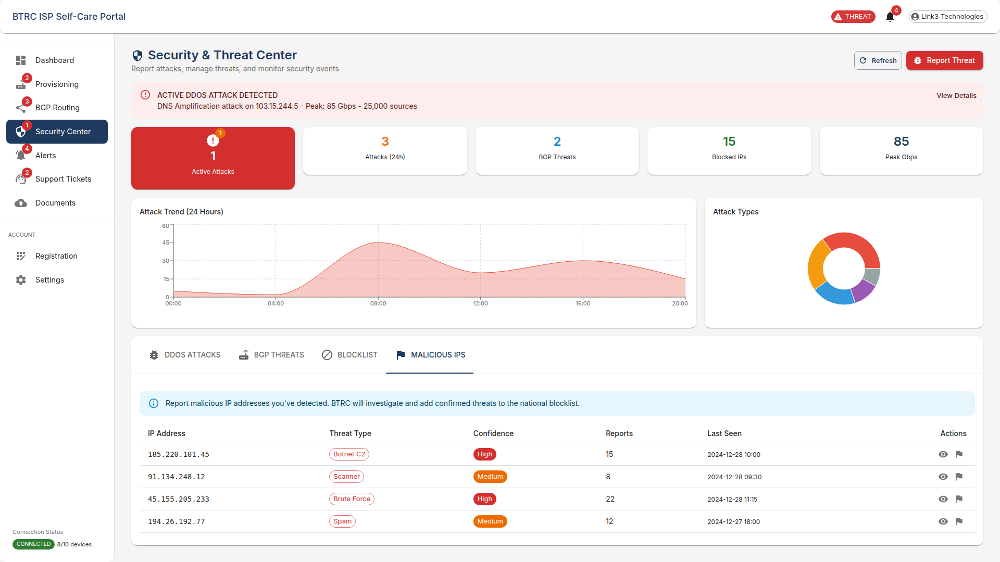 BTRC ISP Self-Care Portal
THREAT
4
Link3 Technologies
Dashboard
2
Provisioning
3
BGP Routing
1
Security Center
4
Alerts
2
Support Tickets
Documents
ACCOUNT
Registration
Settings
Connection Status
CONNECTED 8/10 devices
Security & Threat Center
Report attacks, manage threats, and monitor security events
Refresh
Report Threat
ACTIVE DDOS ATTACK DETECTED
DNS Amplification attack on 103.15.244.5 - Peak: 85 Gbps - 25,000 sources
View Details
1
1
Active Attacks
3
Attacks (24h)
2
BGP Threats
15
Blocked IPs
85
Peak Gbps
Attack Trend (24 Hours)
60
45
30
15
0
00:00 04:00 08:00 12:00 16:00 20:00
Attack Types
DDOS ATTACKS BGP THREATS BLOCKLIST MALICIOUS IPS
Report malicious IP addresses you've detected. BTRC will investigate and add confirmed threats to the national blocklist.
IP Address Threat Type Confidence Reports Last Seen Actions
185.220.101.45 Botnet C2 High 15 2024-12-28 10:00
91.134.248.12 Scanner Medium 8 2024-12-28 09:30
45.155.205.233 Brute Force High 22 2024-12-28 11:15
194.26.192.77 Spam Medium 12 2024-12-27 18:00